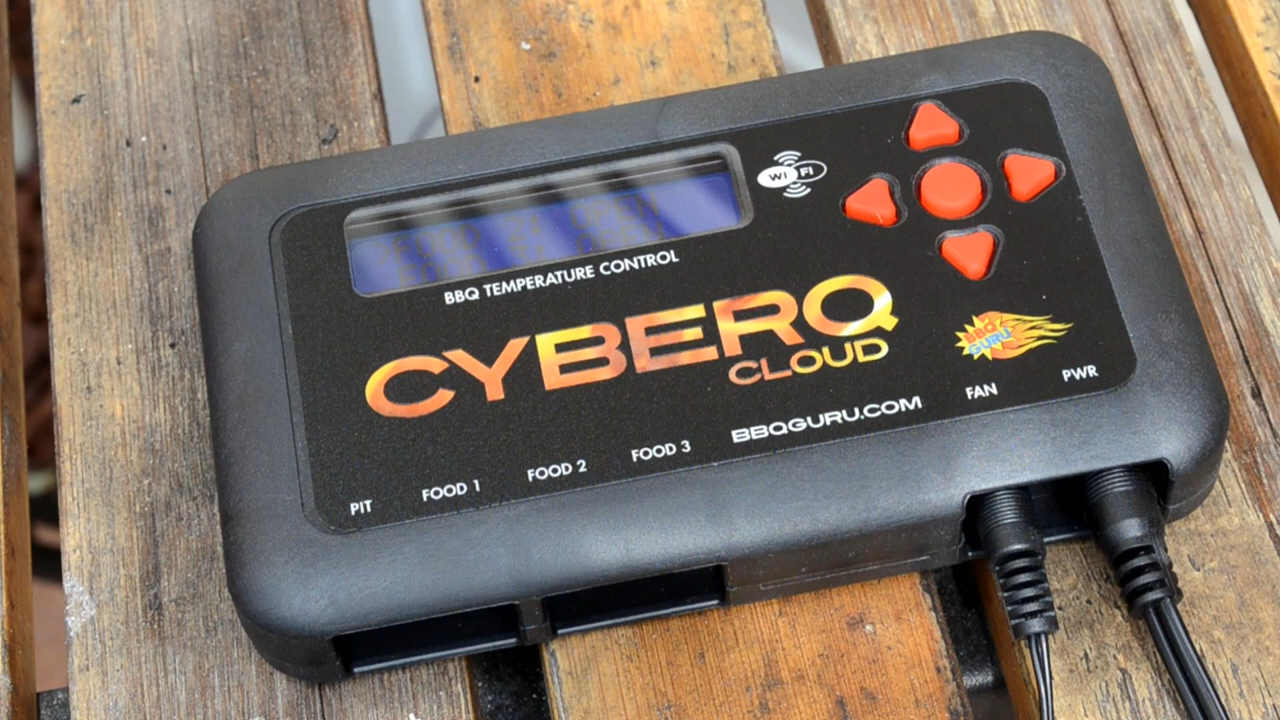 WI FI
BBQ TEMPERATURE CONTROL
CYBERQ
CLOUD
BBQ
GURU
BBQGURU.COM
FAN
PWR
PIT
FOOD 1
FOOD 2
FOOD 3